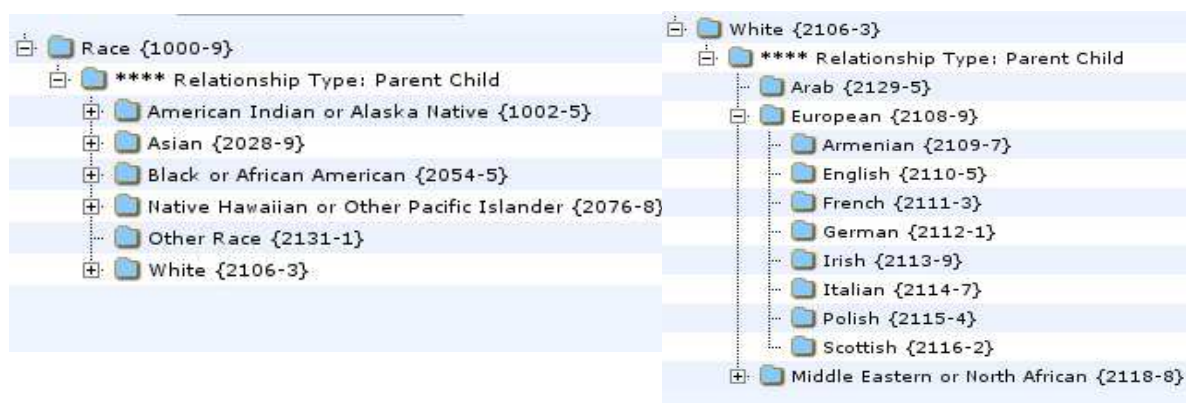 Race {1000-9}
**** Relationship Type: Parent Child
American Indian or Alaska Native {1002-5}
Asian {2028-9}
Black or African American {2054-5}
Native Hawaiian or Other Pacific Islander {2076-8}
Other Race {2131-1}
White {2106-3}
White {2106-3}
**** Relationship Type: Parent Child
Arab {2129-5}
European {2108-9}
Armenian {2109-7}
English {2110-5}
French {2111-3}
German {2112-1}
Irish {2113-9}
Italian {2114-7}
Polish {2115-4}
Scottish {2116-2}
Middle Eastern or North African {2118-8}